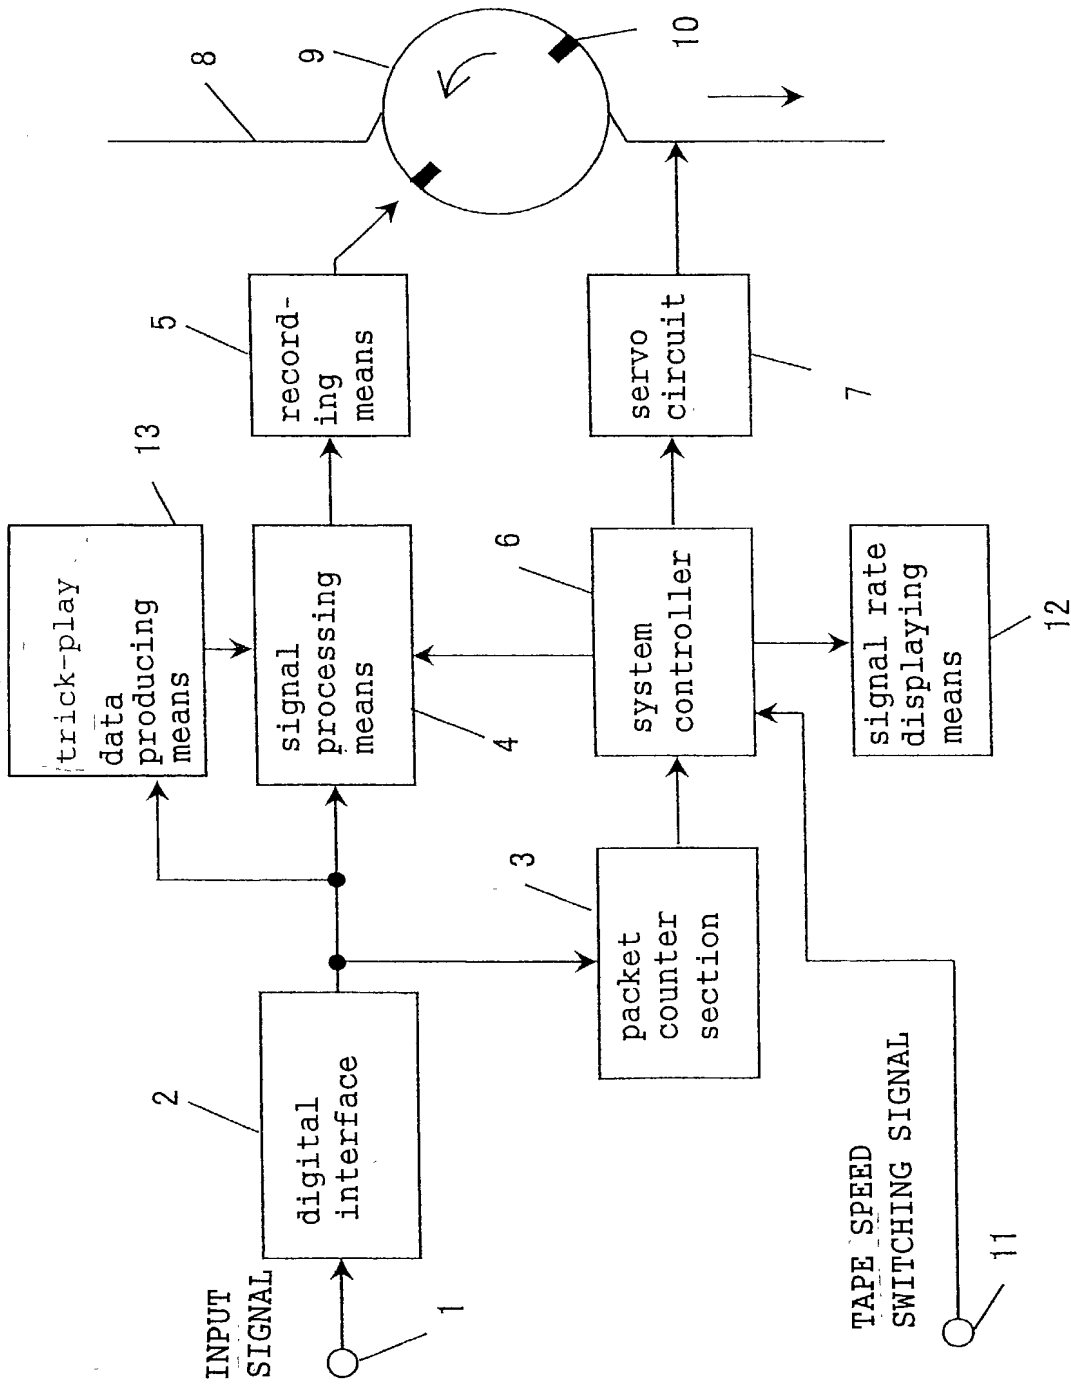 INPUT
SIGNAL
1
digital
interface
2
trick-play
data
producing
means
13
signal
processing
means
4
record-
ing
means
5
8
9
10
packet
counter
section
3
system
controller
6
servo
circuit
7
signal rate
displaying
means
12
TAPE SPEED
SWITCHING SIGNAL
11